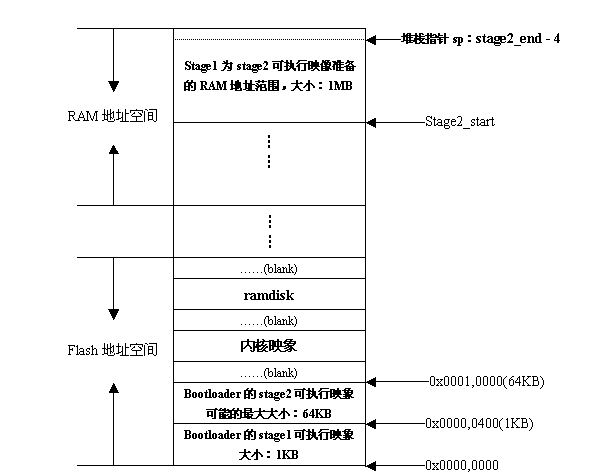 堆栈指针 sp：stage2_end - 4
Stage1 为 stage2 可执行映像准备
的 RAM 地址范围，大小：1MB
RAM 地址空间
Stage2_start
……(blank)
ramdisk
……(blank)
内核映象
Flash 地址空间
……(blank)
0x0001,0000(64KB)
Bootloader 的 stage2 可执行映象
可能的最大大小：64KB
0x0000,0400(1KB)
Bootloader 的 stage1 可执行映象
大小：1KB
0x0000,0000